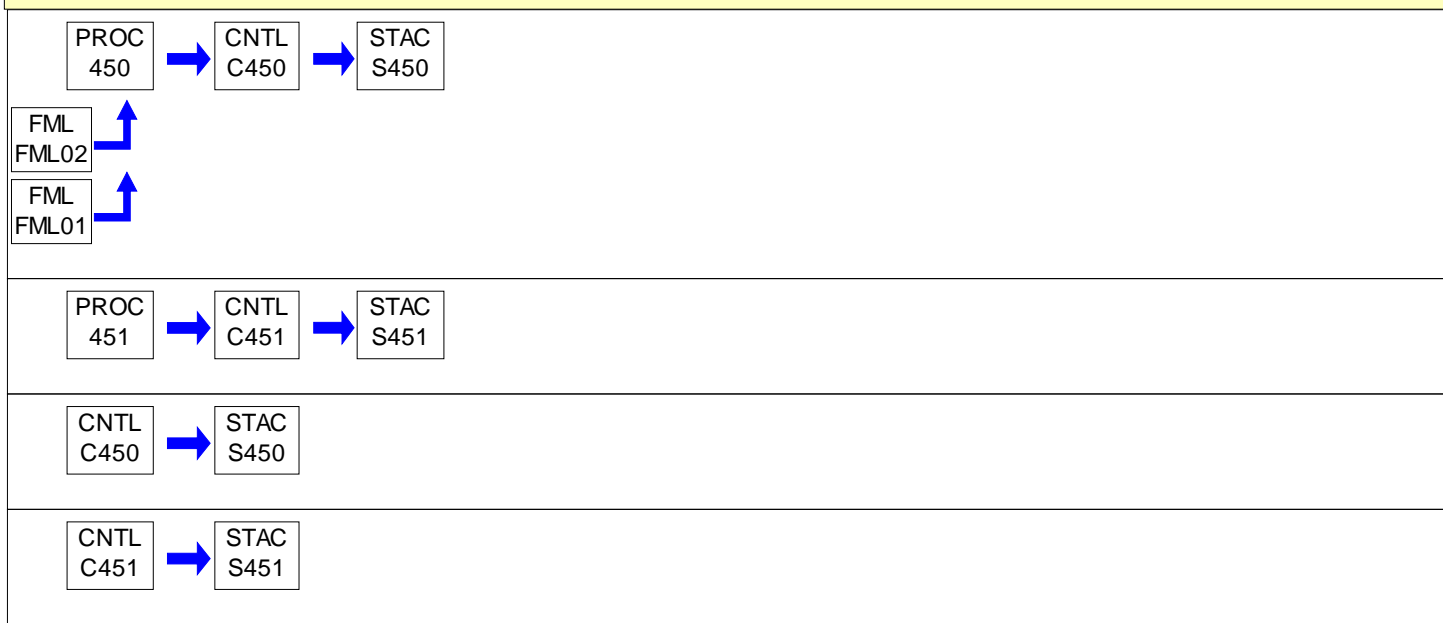 PROC
450
CNTL
C450
STAC
S450
FML
FML02
FML
FML01
PROC
451
CNTL
C451
STAC
S451
CNTL
C450
STAC
S450
CNTL
C451
STAC
S451